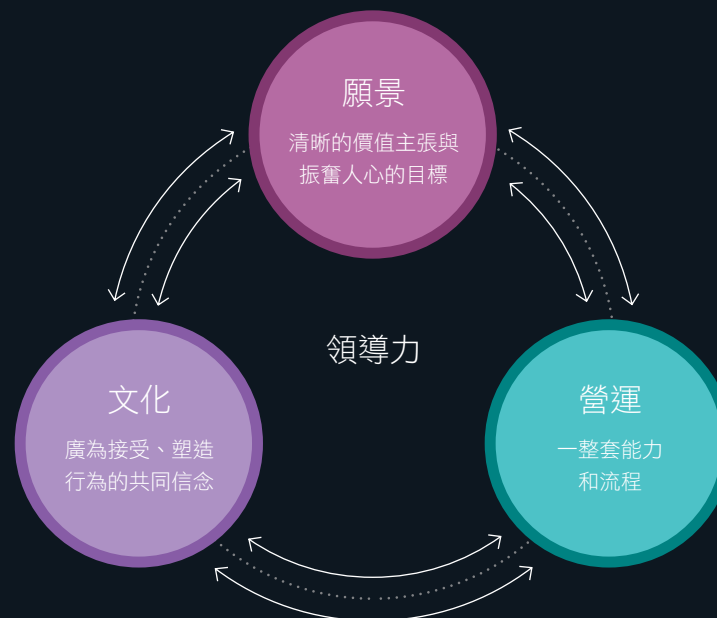 願景
清晰的價值主張與
振奮人心的目標
領導力
文化
廣為接受、塑造
行為的共同信念
營運
一整套能力
和流程